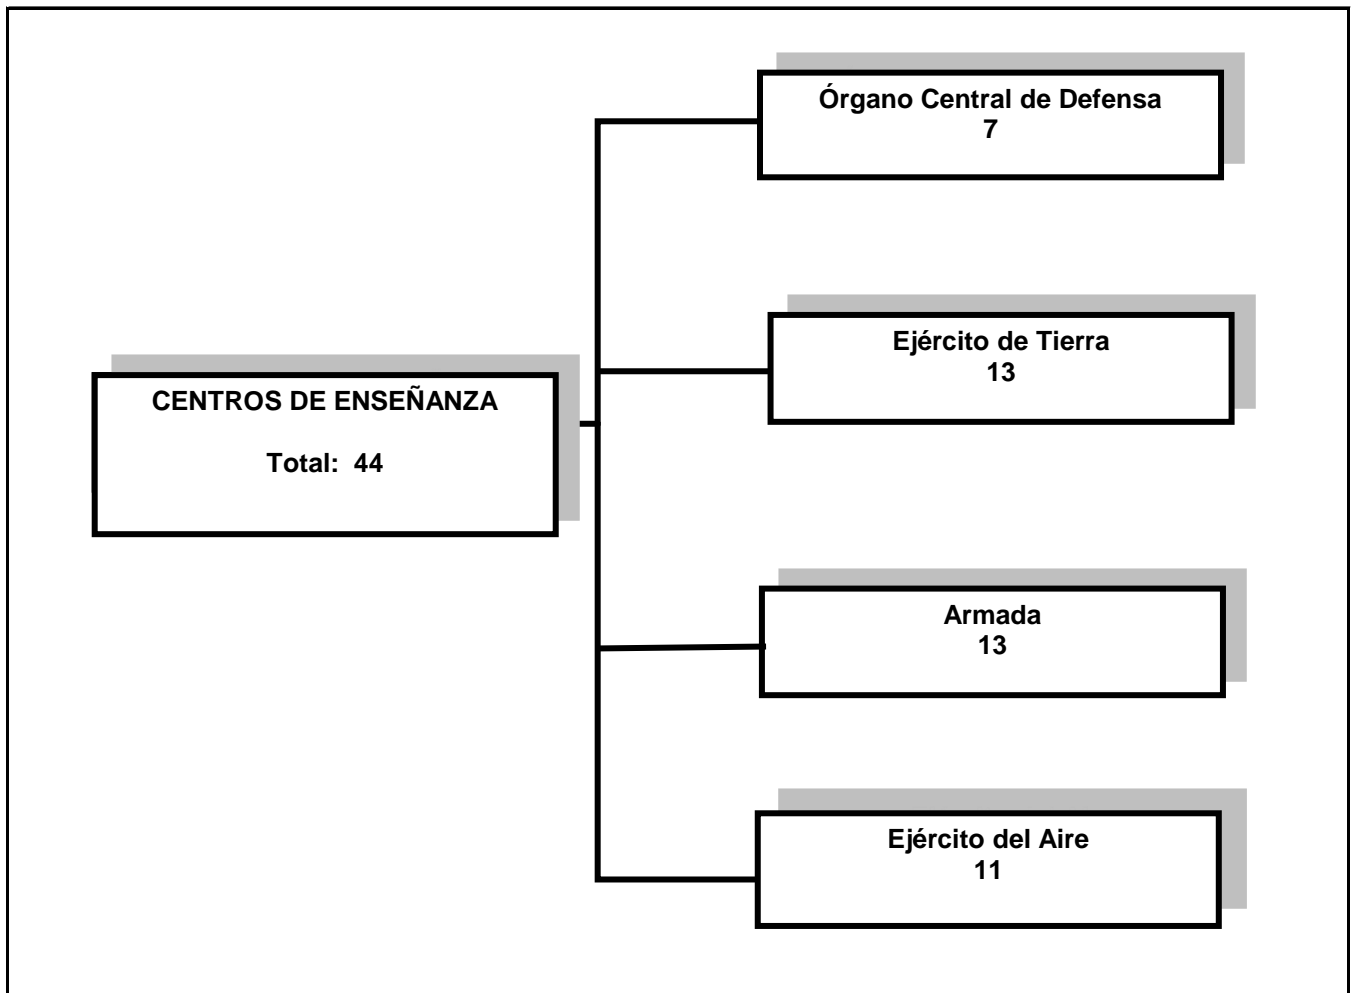 Órgano Central de Defensa
7
Ejército de Tierra
13
CENTROS DE ENSEÑANZA
Total: 44
Armada
13
Ejército del Aire
11